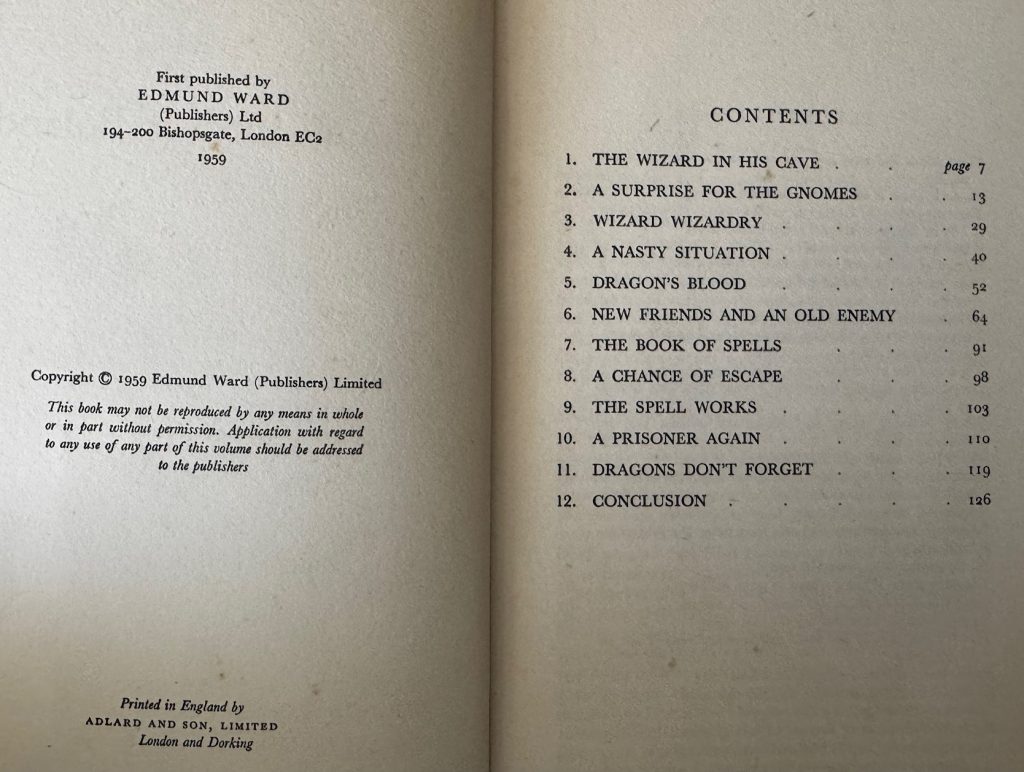 First published by
EDMUND WARD
(Publishers) Ltd
194-200 Bishopsgate, London EC2
1959
Copyright © 1959 Edmund Ward (Publishers) Limited
This book may not be reproduced by any means in whole
or in part without permission. Application with regard
to any use of any part of this volume should be addressed
to the publishers
Printed in England by
ADLARD AND SON, LIMITED
London and Dorking
CONTENTS
1. THE WIZARD IN HIS CAVE . . page 7
2. A SURPRISE FOR THE GNOMES . . 13
3. WIZARD WIZARDRY . . . . 29
4. A NASTY SITUATION . . . . 40
5. DRAGON'S BLOOD . . . . 52
6. NEW FRIENDS AND AN OLD ENEMY . 64
7. THE BOOK OF SPELLS . . . 91
8. A CHANCE OF ESCAPE . . . 98
9. THE SPELL WORKS . . . . 103
10. A PRISONER AGAIN . . . . 110
11. DRAGONS DON'T FORGET . . . 119
12. CONCLUSION . . . . . 126